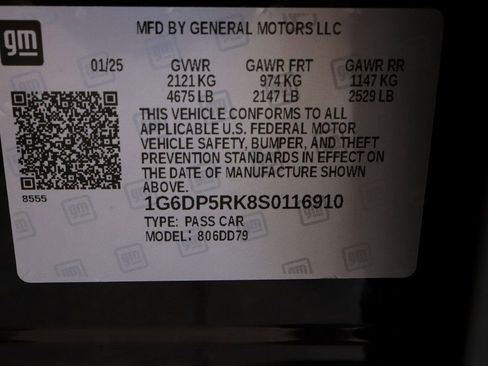 gm
MFD BY GENERAL MOTORS LLC
01/25 GVWR GAWR FRT GAWR RR
2121 KG 974 KG 1147 KG
4675 LB 2147 LB 2529 LB
THIS VEHICLE CONFORMS TO ALL
APPLICABLE U.S. FEDERAL MOTOR
VEHICLE SAFETY, BUMPER, AND THEFT
PREVENTION STANDARDS IN EFFECT ON
THE DATE OF MANUFACTURE SHOWN
ABOVE.
8555
1G6DP5RK8S0116910
TYPE: PASS CAR
MODEL: 806DD79